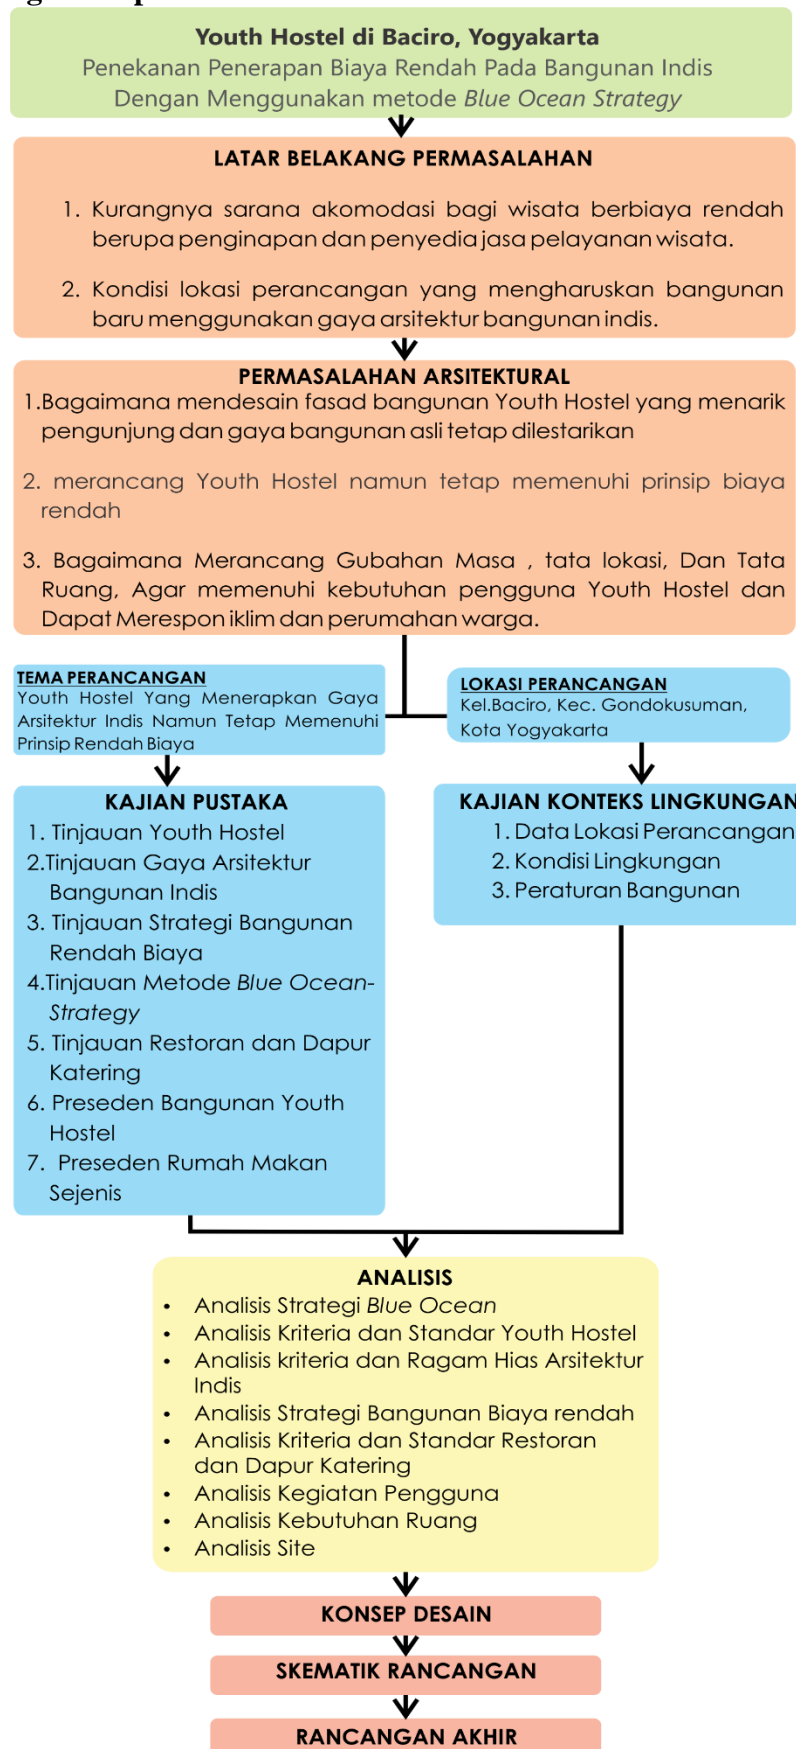 Youth Hostel di Baciro, Yogyakarta
Penekanan Penerapan Biaya Rendah Pada Bangunan Indis
Dengan Menggunakan metode Blue Ocean Strategy
LATAR BELAKANG PERMASALAHAN
1. Kurangnya sarana akomodasi bagi wisata berbiaya rendah
berupa penginapan dan penyedia jasa pelayanan wisata.
2. Kondisi lokasi perancangan yang mengharuskan bangunan
baru menggunakan gaya arsitektur bangunan indis.
PERMASALAHAN ARSITEKTURAL
1.Bagaimana mendesain fasad bangunan Youth Hostel yang menarik
pengunjung dan gaya bangunan asli tetap dilestarikan
2. merancang Youth Hostel namun tetap memenuhi prinsip biaya
rendah
3. Bagaimana Merancang Gubahan Masa , tata lokasi, Dan Tata
Ruang, Agar memenuhi kebutuhan pengguna Youth Hostel dan
Dapat Merespon iklim dan perumahan warga.
TEMA PERANCANGAN
Youth Hostel Yang Menerapkan Gaya
Arsitektur Indis Namun Tetap Memenuhi
Prinsip Rendah Biaya
LOKASI PERANCANGAN
Kel.Baciro, Kec. Gondokusuman,
Kota Yogyakarta
KAJIAN PUSTAKA
1. Tinjauan Youth Hostel
2.Tinjauan Gaya Arsitektur
Bangunan Indis
3. Tinjauan Strategi Bangunan
Rendah Biaya
4.Tinjauan Metode Blue Ocean-
Strategy
5. Tinjauan Restoran dan Dapur
Katering
6. Preseden Bangunan Youth
Hostel
7. Preseden Rumah Makan
Sejenis
KAJIAN KONTEKS LINGKUNGAN
1. Data Lokasi Perancangan
2. Kondisi Lingkungan
3. Peraturan Bangunan
ANALISIS
• Analisis Strategi Blue Ocean
• Analisis Kriteria dan Standar Youth Hostel
• Analisis kriteria dan Ragam Hias Arsitektur
Indis
• Analisis Strategi Bangunan Biaya rendah
• Analisis Kriteria dan Standar Restoran
dan Dapur Katering
• Analisis Kegiatan Pengguna
• Analisis Kebutuhan Ruang
• Analisis Site
KONSEP DESAIN
SKEMATIK RANCANGAN
RANCANGAN AKHIR